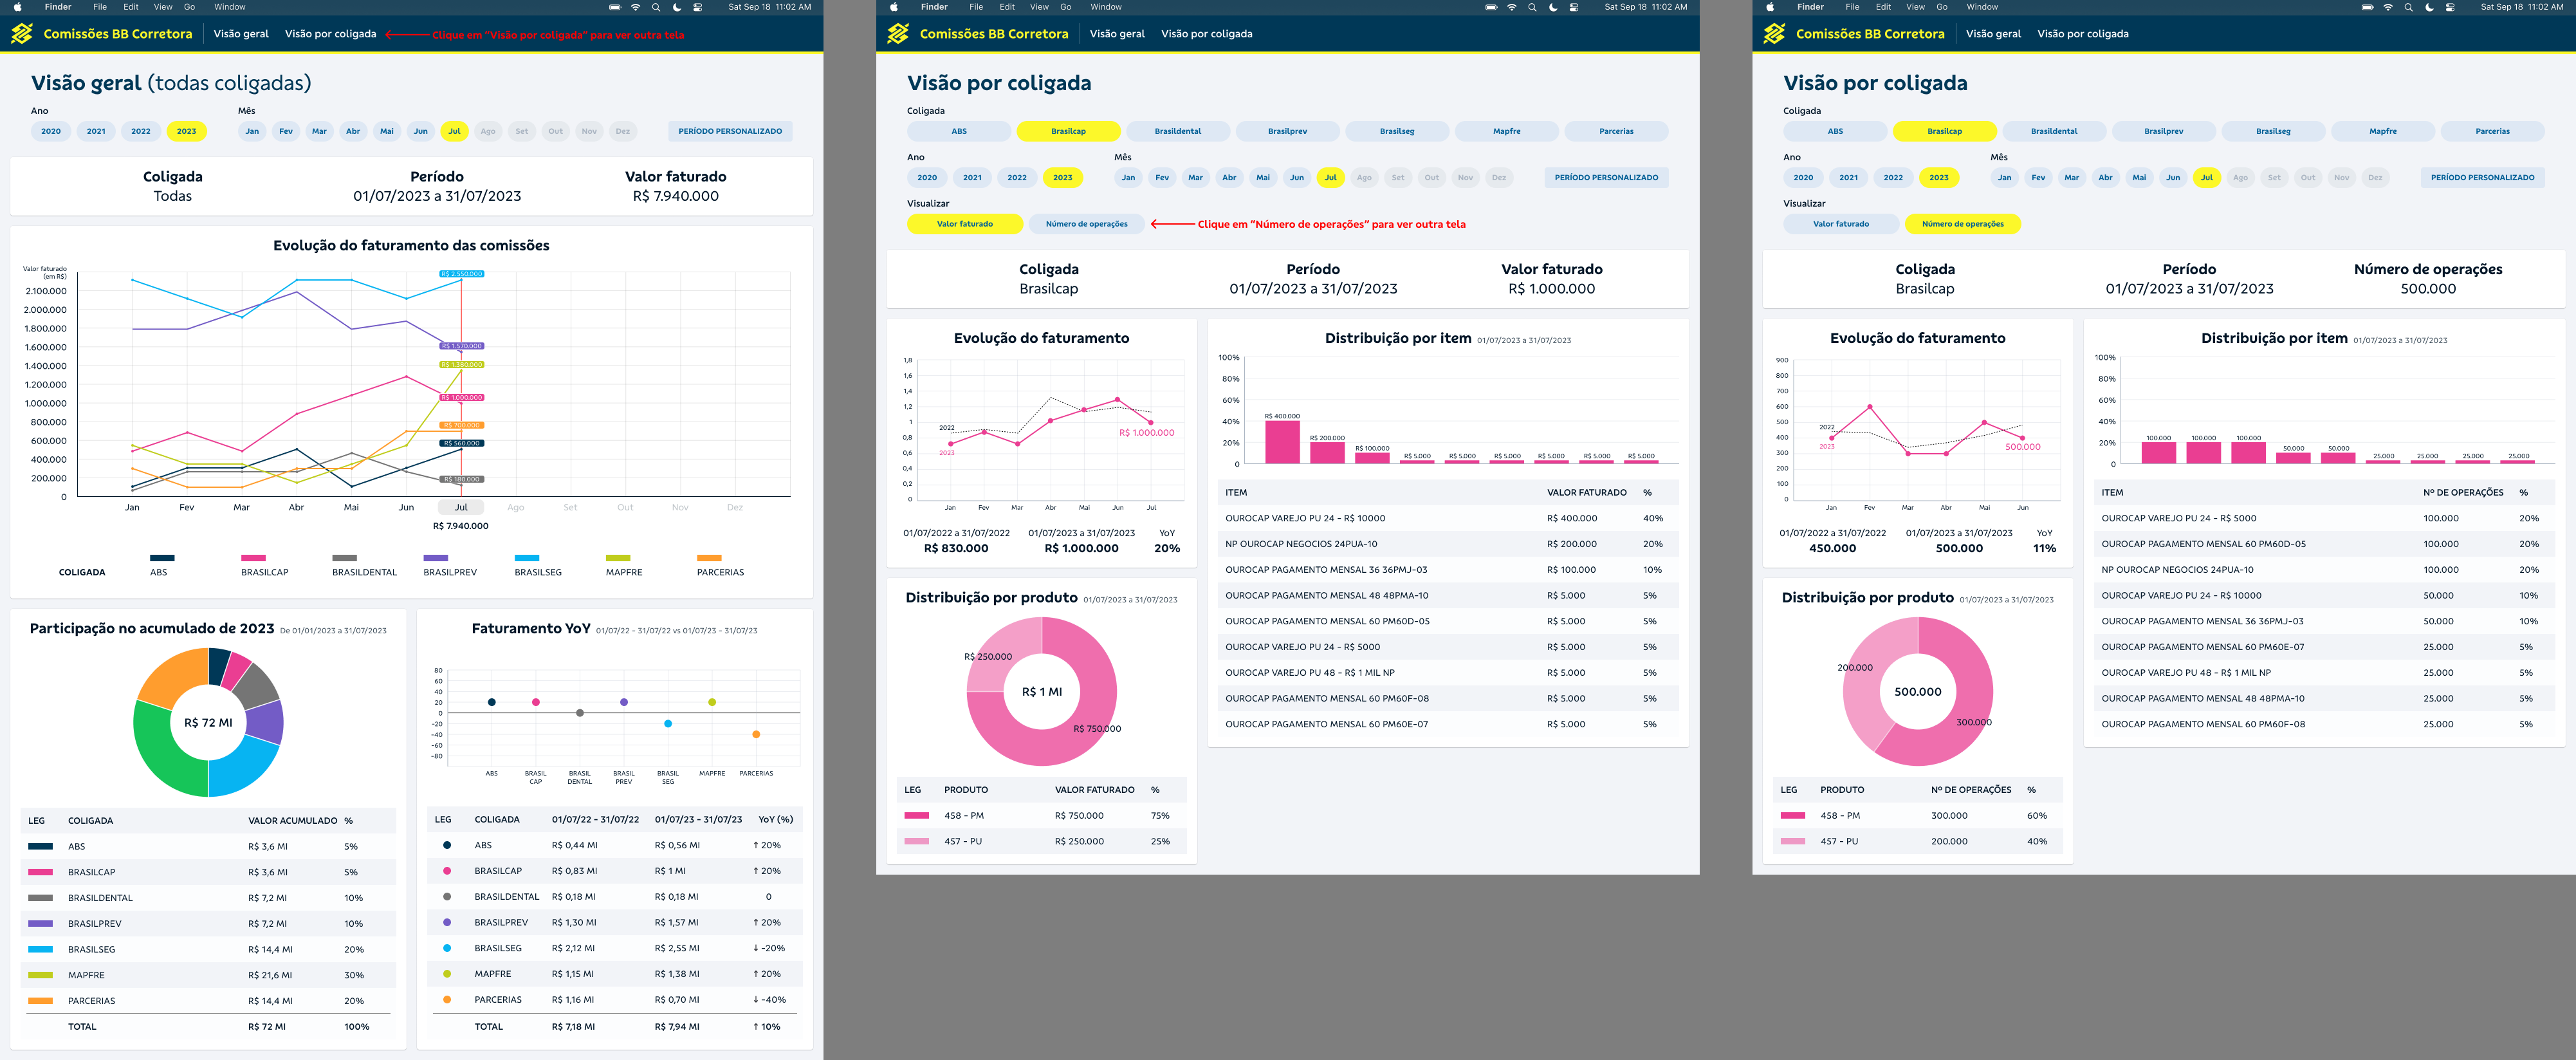 Finder File Edit View Go Window Sat Sep 18 11:02 AM
Comissões BB Corretora Visão geral Visão por coligada Clique em "Visão por coligada" para ver outra tela
Visão geral (todas coligadas)
Ano Mês
2020 2021 2022 2023 Jan Fev Mar Abr Mai Jun Jul Ago Set Out Nov Dez PERÍODO PERSONALIZADO
Coligada Período Valor faturado
Todas 01/07/2023 a 31/07/2023 R$ 7.940.000
Evolução do faturamento das comissões
Valor faturado
(em R$)
R$ 2.550.000
2.100.000
2.000.000
1.800.000
1.600.000 R$ 1.570.000
1.400.000 R$ 1.380.000
1.200.000
1.000.000 R$ 1.000.000
800.000 R$ 700.000
600.000 R$ 560.000
400.000
200.000 R$ 180.000
0
Jan Fev Mar Abr Mai Jun Jul Ago Set Out Nov Dez
R$ 7.940.000
COLIGADA ABS BRASILCAP BRASILDENTAL BRASILPREV BRASILSEG MAPFRE PARCERIAS
Participação no acumulado de 2023 De 01/01/2023 a 31/07/2023
R$ 72 MI
LEG COLIGADA VALOR ACUMULADO %
ABS R$ 3,6 MI 5%
BRASILCAP R$ 3,6 MI 5%
BRASILDENTAL R$ 7,2 MI 10%
BRASILPREV R$ 7,2 MI 10%
BRASILSEG R$ 14,4 MI 20%
MAPFRE R$ 21,6 MI 30%
PARCERIAS R$ 14,4 MI 20%
TOTAL R$ 72 MI 100%
Faturamento YoY 01/07/22 - 31/07/22 vs 01/07/23 - 31/07/23
80
60
40
20
0
-20
-40
-60
-80
ABS BRASIL CAP BRASIL DENTAL BRASIL PREV BRASIL SEG MAPFRE PARCERIAS
LEG COLIGADA 01/07/22 - 31/07/22 01/07/23 - 31/07/23 YoY (%)
ABS R$ 0,44 MI R$ 0,56 MI ↑ 20%
BRASILCAP R$ 0,83 MI R$ 1 MI ↑ 20%
BRASILDENTAL R$ 0,18 MI R$ 0,18 MI 0
BRASILPREV R$ 1,30 MI R$ 1,57 MI ↑ 20%
BRASILSEG R$ 2,12 MI R$ 2,55 MI ↓ -20%
MAPFRE R$ 1,15 MI R$ 1,38 MI ↑ 20%
PARCERIAS R$ 1,16 MI R$ 0,70 MI ↓ -40%
TOTAL R$ 7,18 MI R$ 7,94 MI ↑ 10%
Finder File Edit View Go Window Sat Sep 18 11:02 AM
Comissões BB Corretora Visão geral Visão por coligada
Visão por coligada
Coligada
ABS Brasilcap Brasildental Brasilprev Brasilseg Mapfre Parcerias
Ano Mês
2020 2021 2022 2023 Jan Fev Mar Abr Mai Jun Jul Ago Set Out Nov Dez PERÍODO PERSONALIZADO
Visualizar
Valor faturado Número de operações Clique em "Número de operações" para ver outra tela
Coligada Período Valor faturado
Brasilcap 01/07/2023 a 31/07/2023 R$ 1.000.000
Evolução do faturamento
1,8
1,6
1,4
1,2
1
0,8
0,6
0,4
0,2
0
2022
2023
R$ 1.000.000
Jan Fev Mar Abr Mai Jun Jul
01/07/2022 a 31/07/2022 01/07/2023 a 31/07/2023 YoY
R$ 830.000 R$ 1.000.000 20%
Distribuição por produto 01/07/2023 a 31/07/2023
R$ 250.000
R$ 1 MI
R$ 750.000
LEG PRODUTO VALOR FATURADO %
458 - PM R$ 750.000 75%
457 - PU R$ 250.000 25%
Distribuição por item 01/07/2023 a 31/07/2023
100%
80%
60%
40%
20%
0
R$ 400.000 R$ 200.000 R$ 100.000 R$ 5.000 R$ 5.000 R$ 5.000 R$ 5.000 R$ 5.000 R$ 5.000
ITEM VALOR FATURADO %
OUROCAP VAREJO PU 24 - R$ 10000 R$ 400.000 40%
NP OUROCAP NEGOCIOS 24PUA-10 R$ 200.000 20%
OUROCAP PAGAMENTO MENSAL 36 36PMJ-03 R$ 100.000 10%
OUROCAP PAGAMENTO MENSAL 48 48PMA-10 R$ 5.000 5%
OUROCAP PAGAMENTO MENSAL 60 PM60D-05 R$ 5.000 5%
OUROCAP VAREJO PU 24 - R$ 5000 R$ 5.000 5%
OUROCAP VAREJO PU 48 - R$ 1 MIL NP R$ 5.000 5%
OUROCAP PAGAMENTO MENSAL 60 PM60F-08 R$ 5.000 5%
OUROCAP PAGAMENTO MENSAL 60 PM60E-07 R$ 5.000 5%
Finder File Edit View Go Window Sat Sep 18 11:02 AM
Comissões BB Corretora Visão geral Visão por coligada
Visão por coligada
Coligada
ABS Brasilcap Brasildental Brasilprev Brasilseg Mapfre Parcerias
Ano Mês
2020 2021 2022 2023 Jan Fev Mar Abr Mai Jun Jul Ago Set Out Nov Dez PERÍODO PERSONALIZADO
Visualizar
Valor faturado Número de operações
Coligada Período Número de operações
Brasilcap 01/07/2023 a 31/07/2023 500.000
Evolução do faturamento
900
800
700
600
500
400
300
200
100
0
2022
2023
500.000
Jan Fev Mar Abr Mai Jun
01/07/2022 a 31/07/2022 01/07/2023 a 31/07/2023 YoY
450.000 500.000 11%
Distribuição por produto 01/07/2023 a 31/07/2023
200.000
500.000
300.000
LEG PRODUTO Nº DE OPERAÇÕES %
458 - PM 300.000 60%
457 - PU 200.000 40%
Distribuição por item 01/07/2023 a 31/07/2023
100%
80%
60%
40%
20%
0
100.000 100.000 100.000 50.000 50.000 25.000 25.000 25.000 25.000
ITEM Nº DE OPERAÇÕES %
OUROCAP VAREJO PU 24 - R$ 5000 100.000 20%
OUROCAP PAGAMENTO MENSAL 60 PM60D-05 100.000 20%
NP OUROCAP NEGOCIOS 24PUA-10 100.000 20%
OUROCAP VAREJO PU 24 - R$ 10000 50.000 10%
OUROCAP PAGAMENTO MENSAL 36 36PMJ-03 50.000 10%
OUROCAP PAGAMENTO MENSAL 60 PM60E-07 25.000 5%
OUROCAP VAREJO PU 48 - R$ 1 MIL NP 25.000 5%
OUROCAP PAGAMENTO MENSAL 48 48PMA-10 25.000 5%
OUROCAP PAGAMENTO MENSAL 60 PM60F-08 25.000 5%